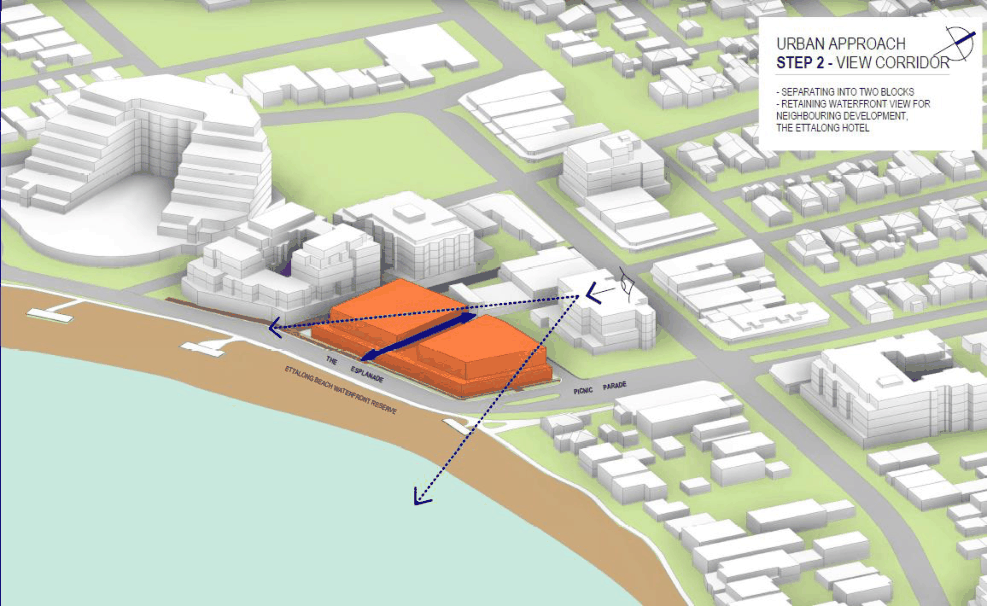 URBAN APPROACH
STEP 2 - VIEW CORRIDOR
- SEPARATING INTO TWO BLOCKS
- RETAINING WATERFRONT VIEW FOR
NEIGHBOURING DEVELOPMENT,
THE ETTALONG HOTEL
THE ESPLANADE
ETTALONG BEACH WATERFRONT RESERVE
PICNIC PARADE